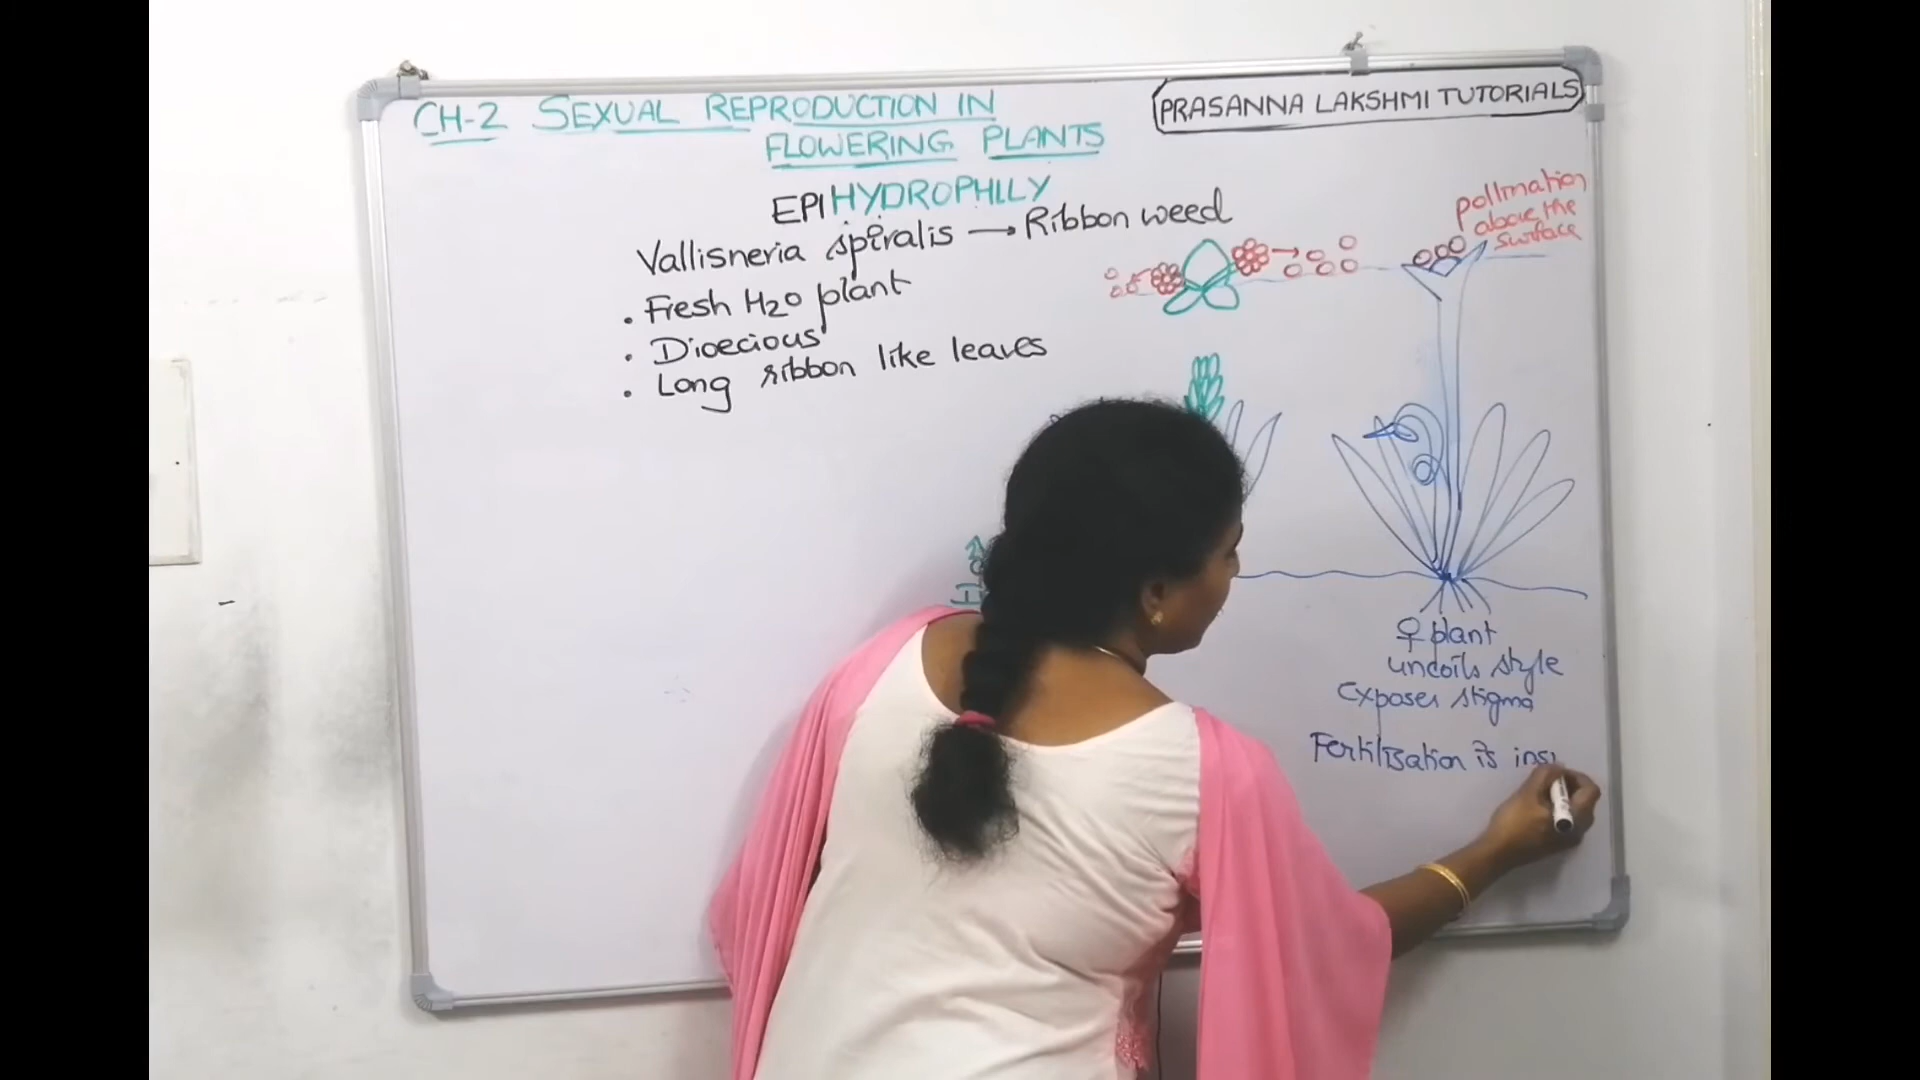 CH-2 SEXUAL REPRODUCTION IN
FLOWERING PLANTS
PRASANNA LAKSHMI TUTORIALS
EPIHYDROPHILY
Vallisneria spiralis → Ribbon weed
• Fresh H2O plant
• Dioecious
• Long ribbon like leaves
pollination
above the
surface
♀ plant
uncoils style
Exposes stigma
Fertilisation is